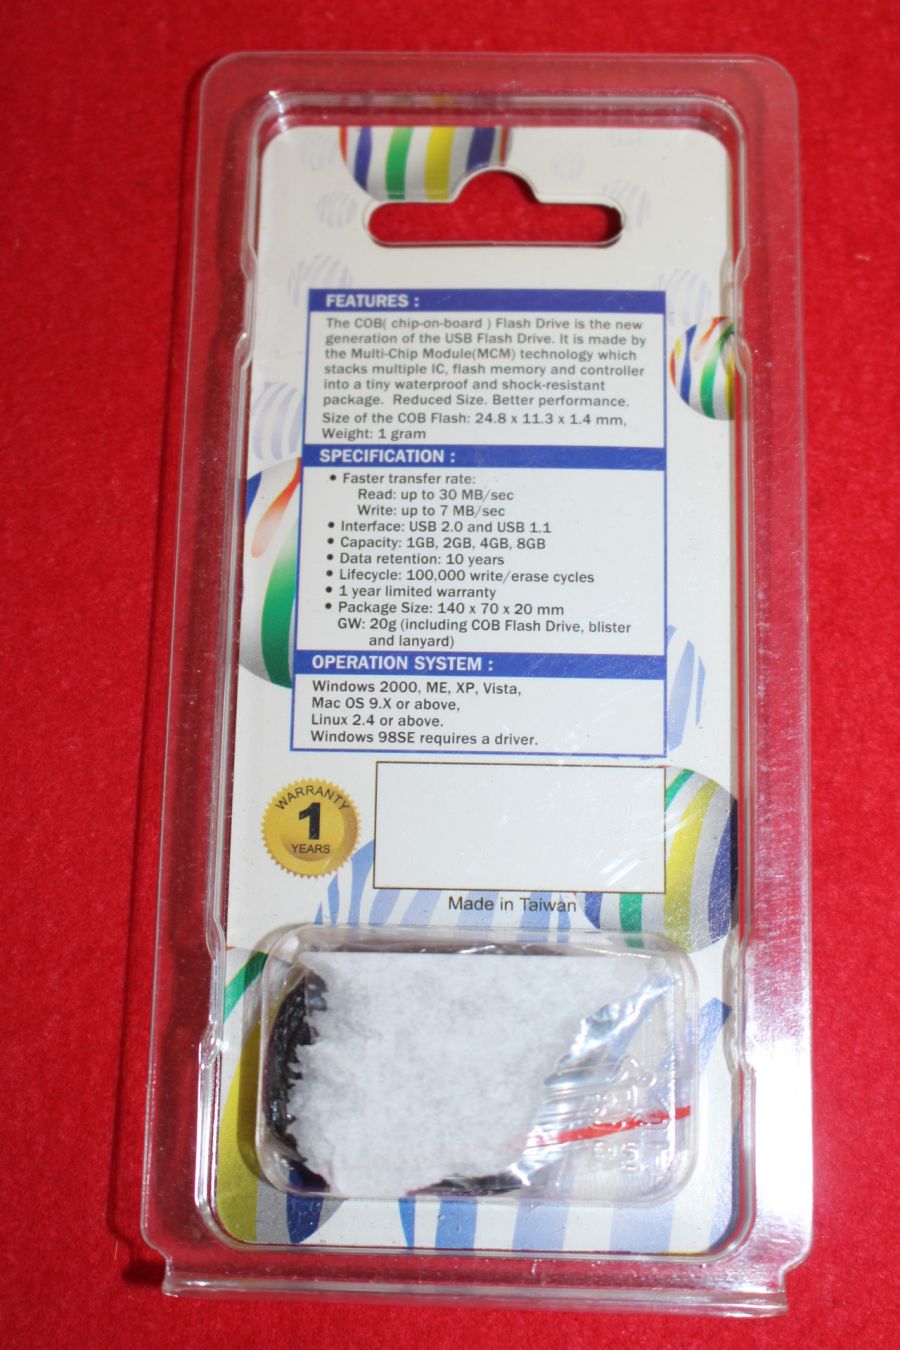 FEATURES :
The COB( chip-on-board ) Flash Drive is the new
generation of the USB Flash Drive. It is made by
the Multi-Chip Module(MCM) technology which
stacks multiple IC, flash memory and controller
into a tiny waterproof and shock-resistant
package. Reduced Size. Better performance.
Size of the COB Flash: 24.8 x 11.3 x 1.4 mm,
Weight: 1 gram
SPECIFICATION :
• Faster transfer rate:
Read: up to 30 MB/sec
Write: up to 7 MB/sec
• Interface: USB 2.0 and USB 1.1
• Capacity: 1GB, 2GB, 4GB, 8GB
• Data retention: 10 years
• Lifecycle: 100,000 write/erase cycles
• 1 year limited warranty
• Package Size: 140 x 70 x 20 mm
GW: 20g (including COB Flash Drive, blister
and lanyard)
OPERATION SYSTEM :
Windows 2000, ME, XP, Vista,
Mac OS 9.X or above,
Linux 2.4 or above.
Windows 98SE requires a driver.
WARRANTY
1
YEARS
Made in Taiwan